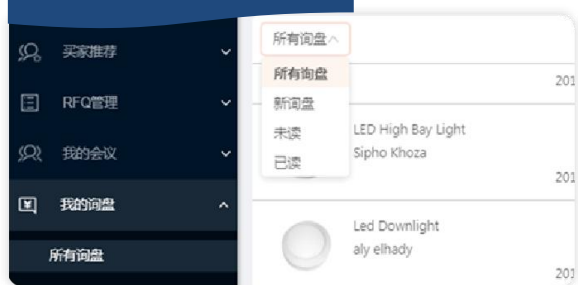 买家推荐
RFQ管理
我的会议
我的询盘
所有询盘
所有询盘
所有询盘
新询盘
未读
已读
201
LED High Bay Light
Sipho Khoza
201
Led Downlight
aly elhady
201